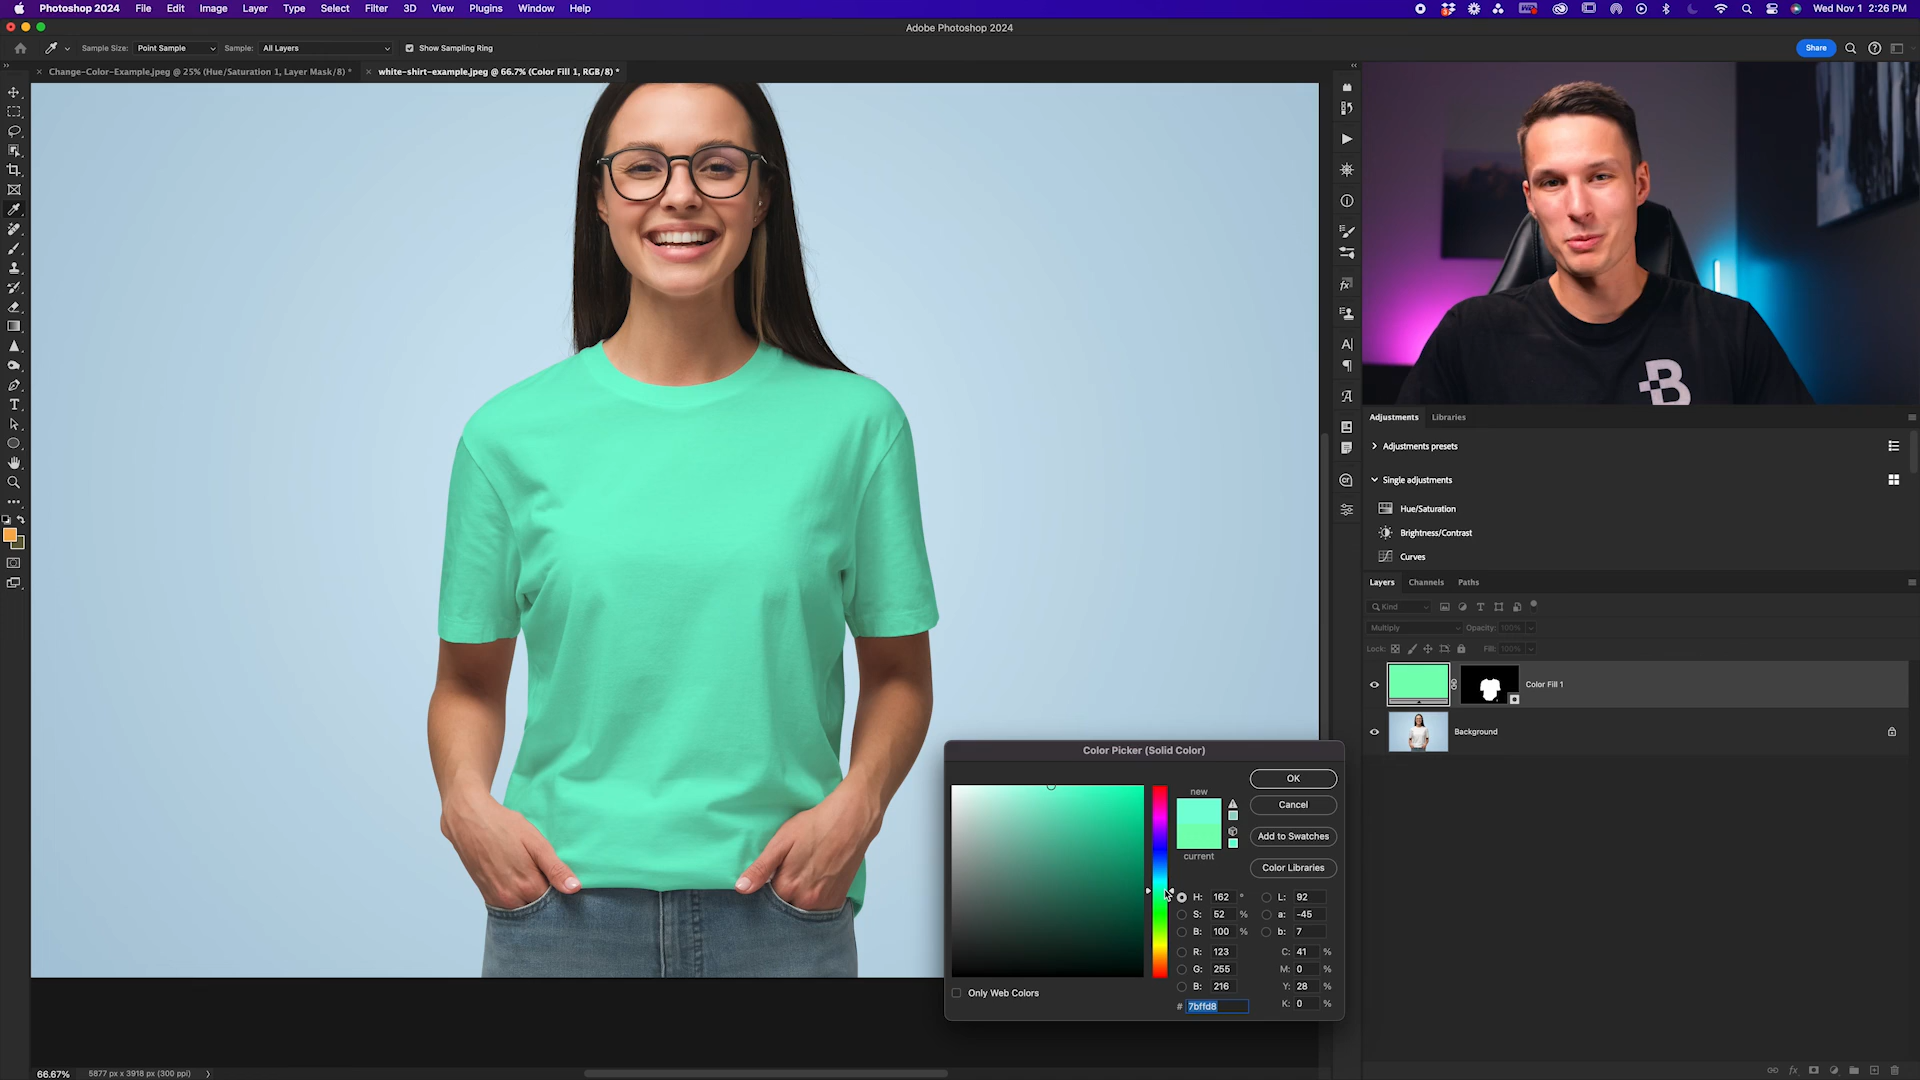 Photoshop 2024 File Edit Image Layer Type Select Filter 3D View Plugins Window Help Wed Nov 1 2:26 PM
Adobe Photoshop 2024
Sample Size: Point Sample Sample: All Layers Show Sampling Ring Share
Change-Color-Example.jpeg @ 25% (Hue/Saturation 1, Layer Mask/8) * white-shirt-example.jpeg @ 66.7% (Color Fill 1, RGB/8) *
B
Adjustments Libraries
Adjustments presets
Single adjustments
Hue/Saturation
Brightness/Contrast
Curves
Layers Channels Paths
Kind
Multiply Opacity: 100%
Lock: Fill: 100%
Color Fill 1
Background
Color Picker (Solid Color)
new
current
OK
Cancel
Add to Swatches
Color Libraries
H: 162 ° L: 92
S: 52 % a: -45
B: 100 % b: 7
R: 123 C: 41 %
G: 255 M: 0 %
B: 216 Y: 28 %
# 7bffd8 K: 0 %
Only Web Colors
66.67% 5877 px x 3918 px (300 ppi)